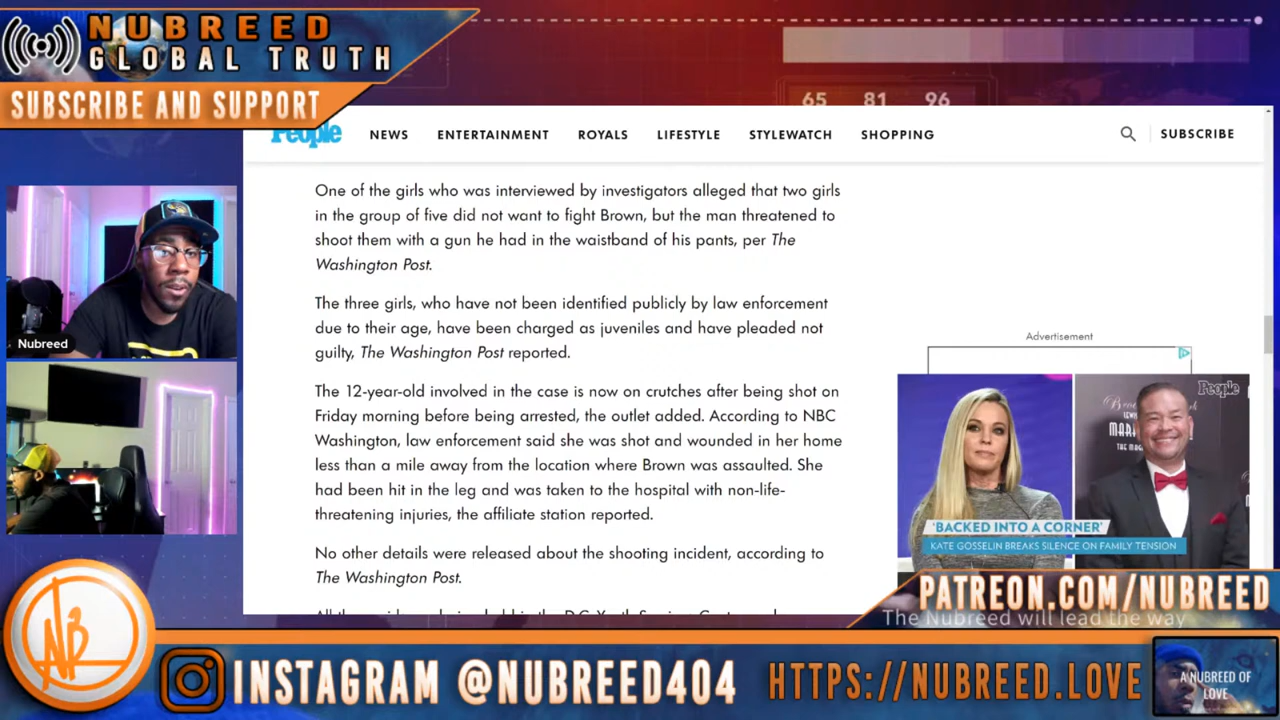 NUBREED
GLOBAL TRUTH
SUBSCRIBE AND SUPPORT
65 81 96
People
NEWS ENTERTAINMENT ROYALS LIFESTYLE STYLEWATCH SHOPPING SUBSCRIBE
One of the girls who was interviewed by investigators alleged that two girls
in the group of five did not want to fight Brown, but the man threatened to
shoot them with a gun he had in the waistband of his pants, per The
Washington Post.
The three girls, who have not been identified publicly by law enforcement
due to their age, have been charged as juveniles and have pleaded not
guilty, The Washington Post reported.
The 12-year-old involved in the case is now on crutches after being shot on
Friday morning before being arrested, the outlet added. According to NBC
Washington, law enforcement said she was shot and wounded in her home
less than a mile away from the location where Brown was assaulted. She
had been hit in the leg and was taken to the hospital with non-life-
threatening injuries, the affiliate station reported.
No other details were released about the shooting incident, according to
The Washington Post.
Nubreed
Advertisement
People
'BACKED INTO A CORNER'
KATE GOSSELIN BREAKS SILENCE ON FAMILY TENSION
PATREON.COM/NUBREED
The Nubreed will lead the way
NB
INSTAGRAM @NUBREED404
HTTPS://NUBREED.LOVE
A NUBREED OF
LOVE